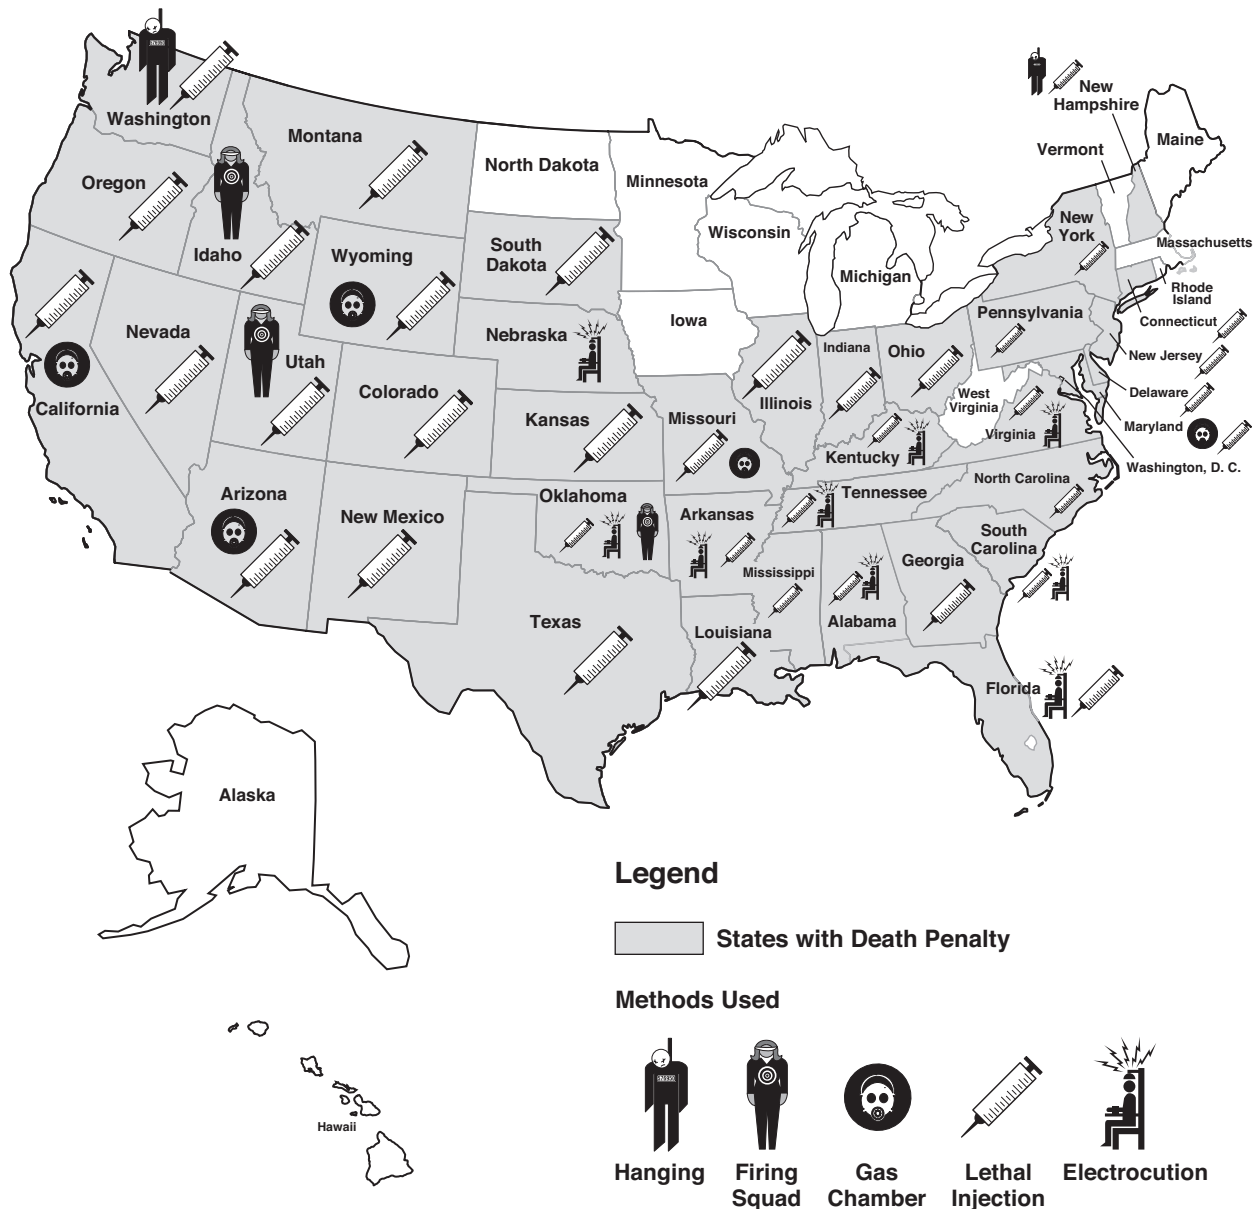 Washington
Montana
North Dakota
Minnesota
New
Hampshire
Vermont
Maine
Oregon
Idaho
Wyoming
South
Dakota
Wisconsin
Michigan
New
York
Massachusetts
Rhode
Island
Connecticut
Nevada
Utah
Nebraska
Iowa
Pennsylvania
New Jersey
California
Colorado
Kansas
Missouri
Illinois
Indiana
Ohio
West
Virginia
Virginia
Delaware
Maryland
Washington, D. C.
Kentucky
Arizona
New Mexico
Oklahoma
Arkansas
Tennessee
North Carolina
South
Carolina
Mississippi
Alabama
Georgia
Texas
Louisiana
Florida
Alaska
Hawaii
Legend
States with Death Penalty
Methods Used
Hanging
Firing
Squad
Gas
Chamber
Lethal
Injection
Electrocution